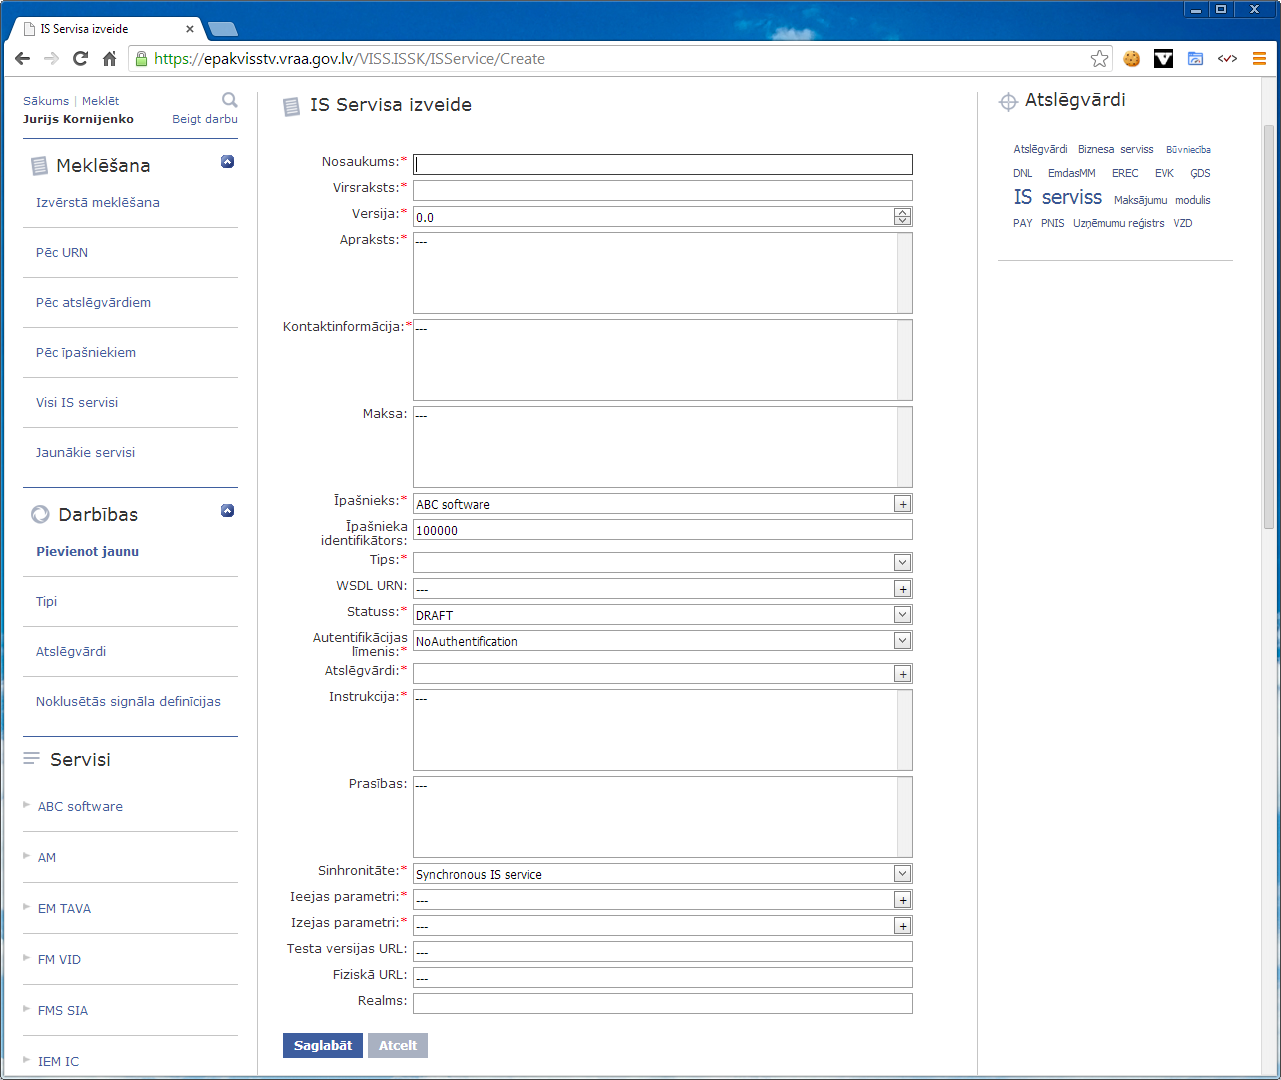 IS Servisa izveide
https://epakvisstv.vraa.gov.lv/VISS.ISSK/ISService/Create
Sākums | Meklēt
Jurijs Kornijenko Beigt darbu
Meklēšana
Izvērstā meklēšana
Pēc URN
Pēc atslēgvārdiem
Pēc īpašniekiem
Visi IS servisi
Jaunākie servisi
Darbības
Pievienot jaunu
Tipi
Atslēgvārdi
Noklusētās signāla definīcijas
Servisi
ABC software
AM
EM TAVA
FM VID
FMS SIA
IEM IC
IS Servisa izveide
Nosaukums:*
Virsraksts:*
Versija:* 0.0
Apraksts:* ---
Kontaktinformācija:* ---
Maksa: ---
Īpašnieks:* ABC software +
Īpašnieka
identifikātors: 100000
Tips:*
WSDL URN: --- +
Statuss:* DRAFT
Autentifikācijas
līmenis:* NoAuthentification
Atslēgvārdi:* +
Instrukcija:* ---
Prasības: ---
Sinhronitāte:* Synchronous IS service
Ieejas parametri:* --- +
Izejas parametri:* --- +
Testa versijas URL: ---
Fiziskā URL: ---
Realms:
Saglabāt Atcelt
Atslēgvārdi
Atslēgvārdi Biznesa serviss Būvniecība
DNL EmdasMM EREC EVK ĢDS
IS serviss Maksājumu modulis
PAY PNIS Uzņēmumu reģistrs VZD